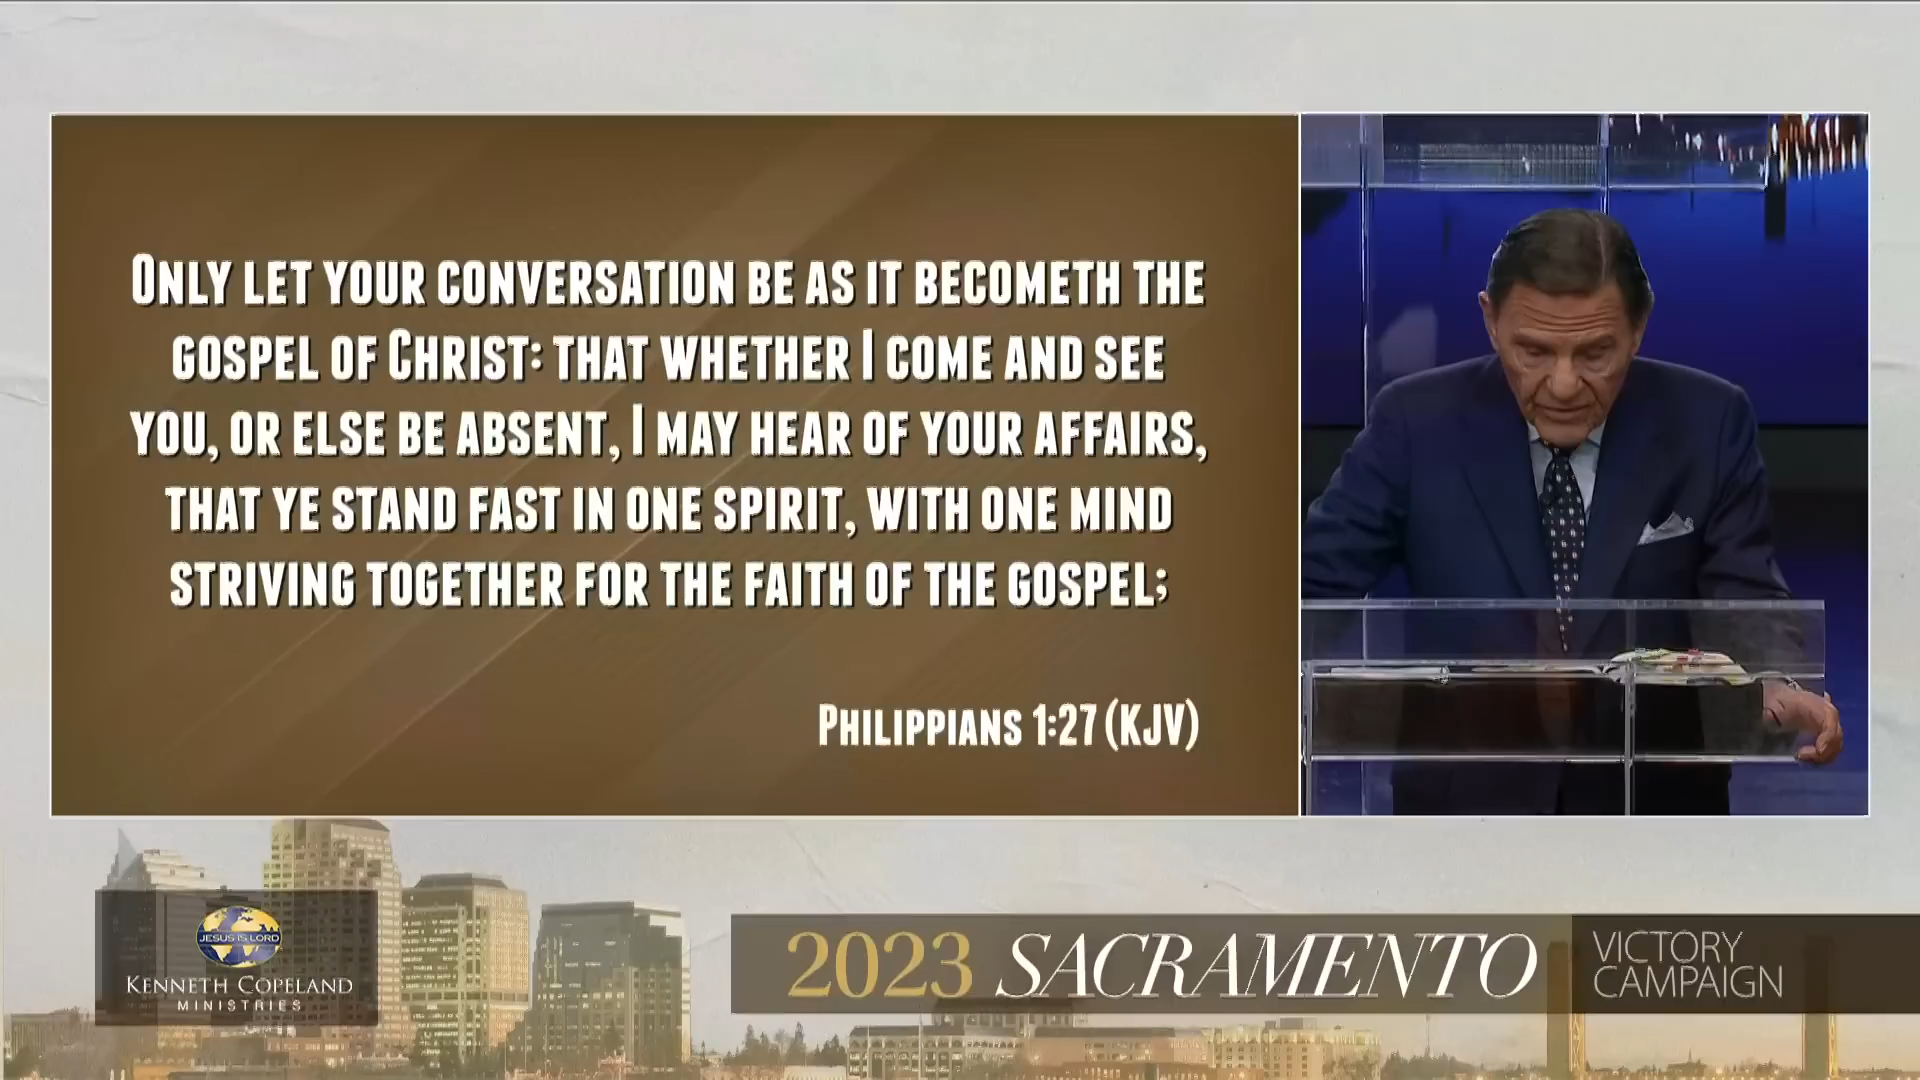 Only let your conversation be as it becometh the
gospel of Christ: that whether I come and see
you, or else be absent, I may hear of your affairs,
that ye stand fast in one spirit, with one mind
striving together for the faith of the gospel;
Philippians 1:27 (KJV)
JESUS IS LORD
KENNETH COPELAND
MINISTRIES
2023 SACRAMENTO
VICTORY
CAMPAIGN